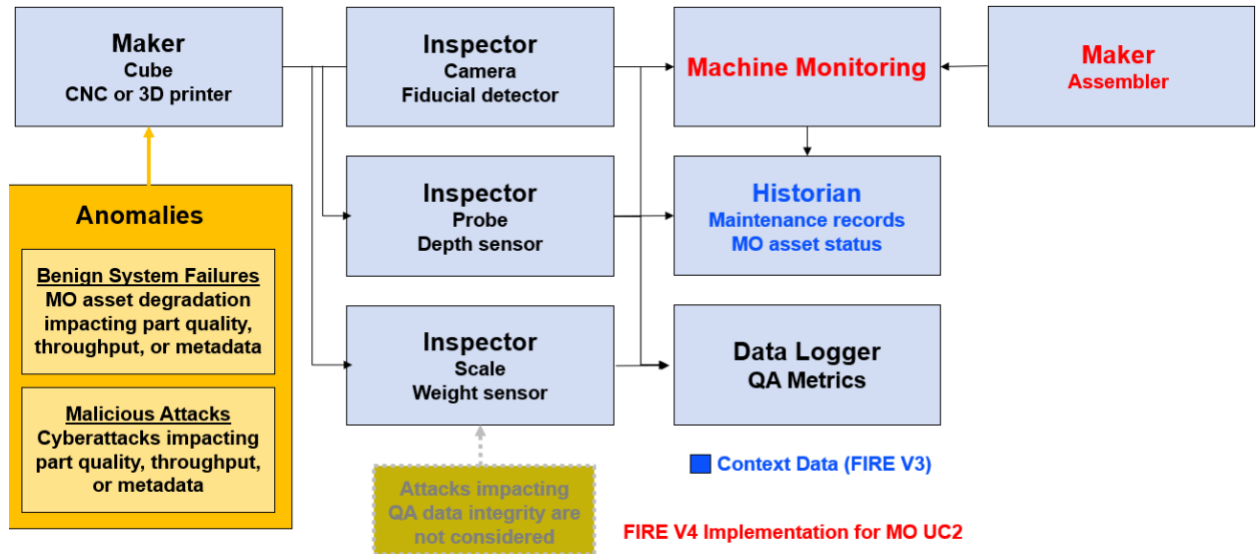 Maker
Cube
CNC or 3D printer
Inspector
Camera
Fiducial detector
Machine Monitoring
Maker
Assembler
Anomalies
Benign System Failures
MO asset degradation
impacting part quality,
throughput, or metadata
Malicious Attacks
Cyberattacks impacting
part quality, throughput,
or metadata
Inspector
Probe
Depth sensor
Historian
Maintenance records
MO asset status
Inspector
Scale
Weight sensor
Data Logger
QA Metrics
Attacks impacting
QA data integrity are
not considered
Context Data (FIRE V3)
FIRE V4 Implementation for MO UC2